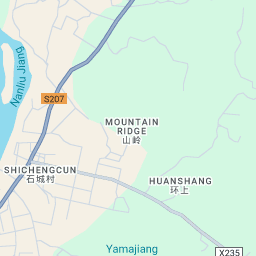 Nanliu Jiang
S207
MOUNTAIN
RIDGE
山岭
SHICHENGCUN
石城村
HUANSHANG
环上
Yamajiang
X235